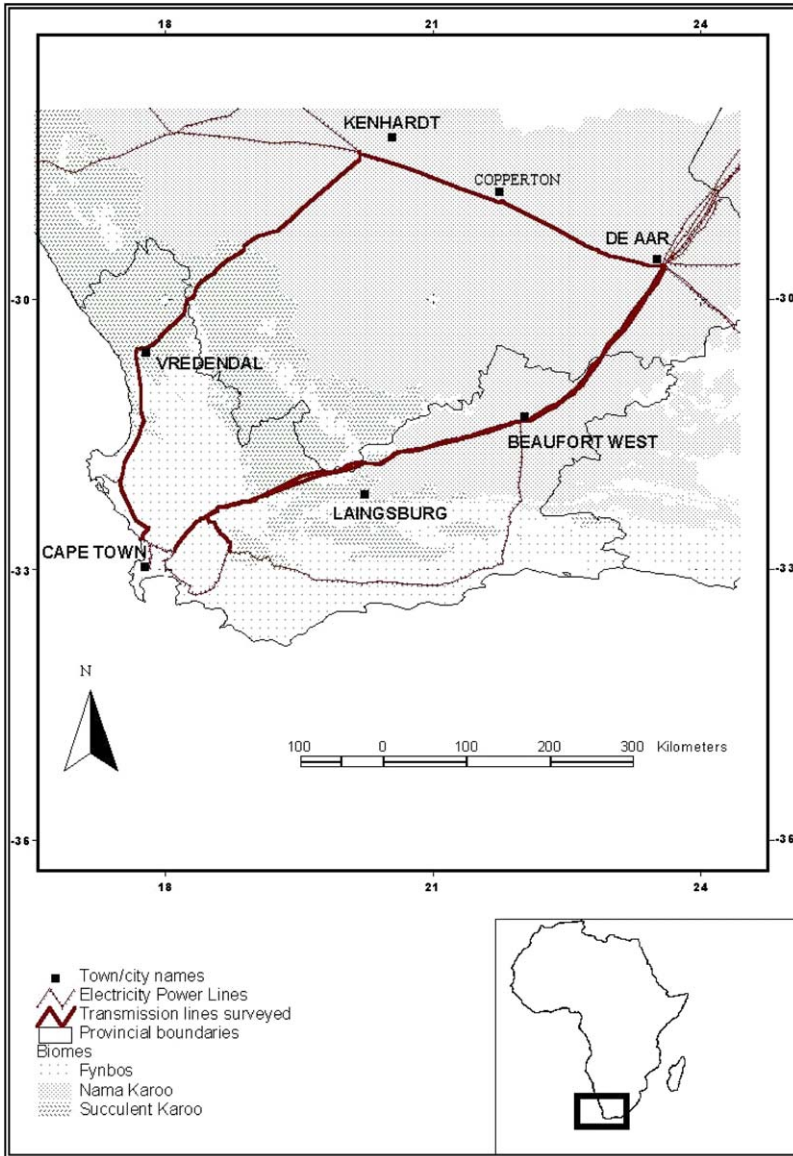 18 21 24
KENHARDT
COPPERTON
DE AAR
-30 -30
VREDENDAL
BEAUFORT WEST
LAINGSBURG
CAPE TOWN
-33 -33
N
100 0 100 200 300 Kilometers
-36 -36
18 21 24
Town/city names
Electricity Power Lines
Transmission lines surveyed
Provincial boundaries
Biomes
Fynbos
Nama Karoo
Succulent Karoo